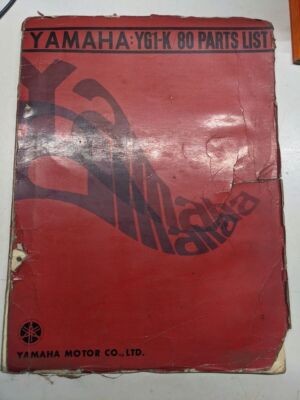 YAMAHA: YG1-K 80 PARTS LIST
Yamaha
YAMAHA MOTOR CO., LTD.